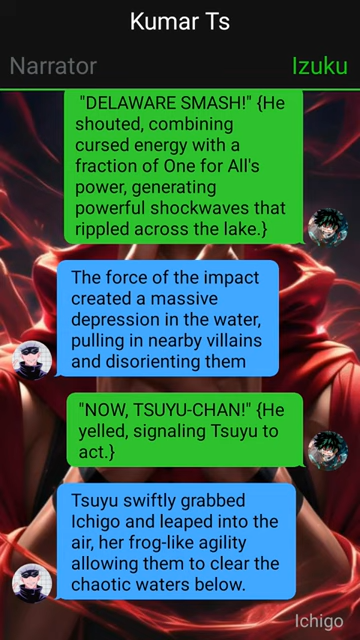 Kumar Ts
Narrator
Izuku
"DELAWARE SMASH!" {He
shouted, combining
cursed energy with a
fraction of One for All's
power, generating
powerful shockwaves that
rippled across the lake.}
The force of the impact
created a massive
depression in the water,
pulling in nearby villains
and disorienting them
"NOW, TSUYU-CHAN!" {He
yelled, signaling Tsuyu to
act.}
Tsuyu swiftly grabbed
Ichigo and leaped into the
air, her frog-like agility
allowing them to clear the
chaotic waters below.
Ichigo